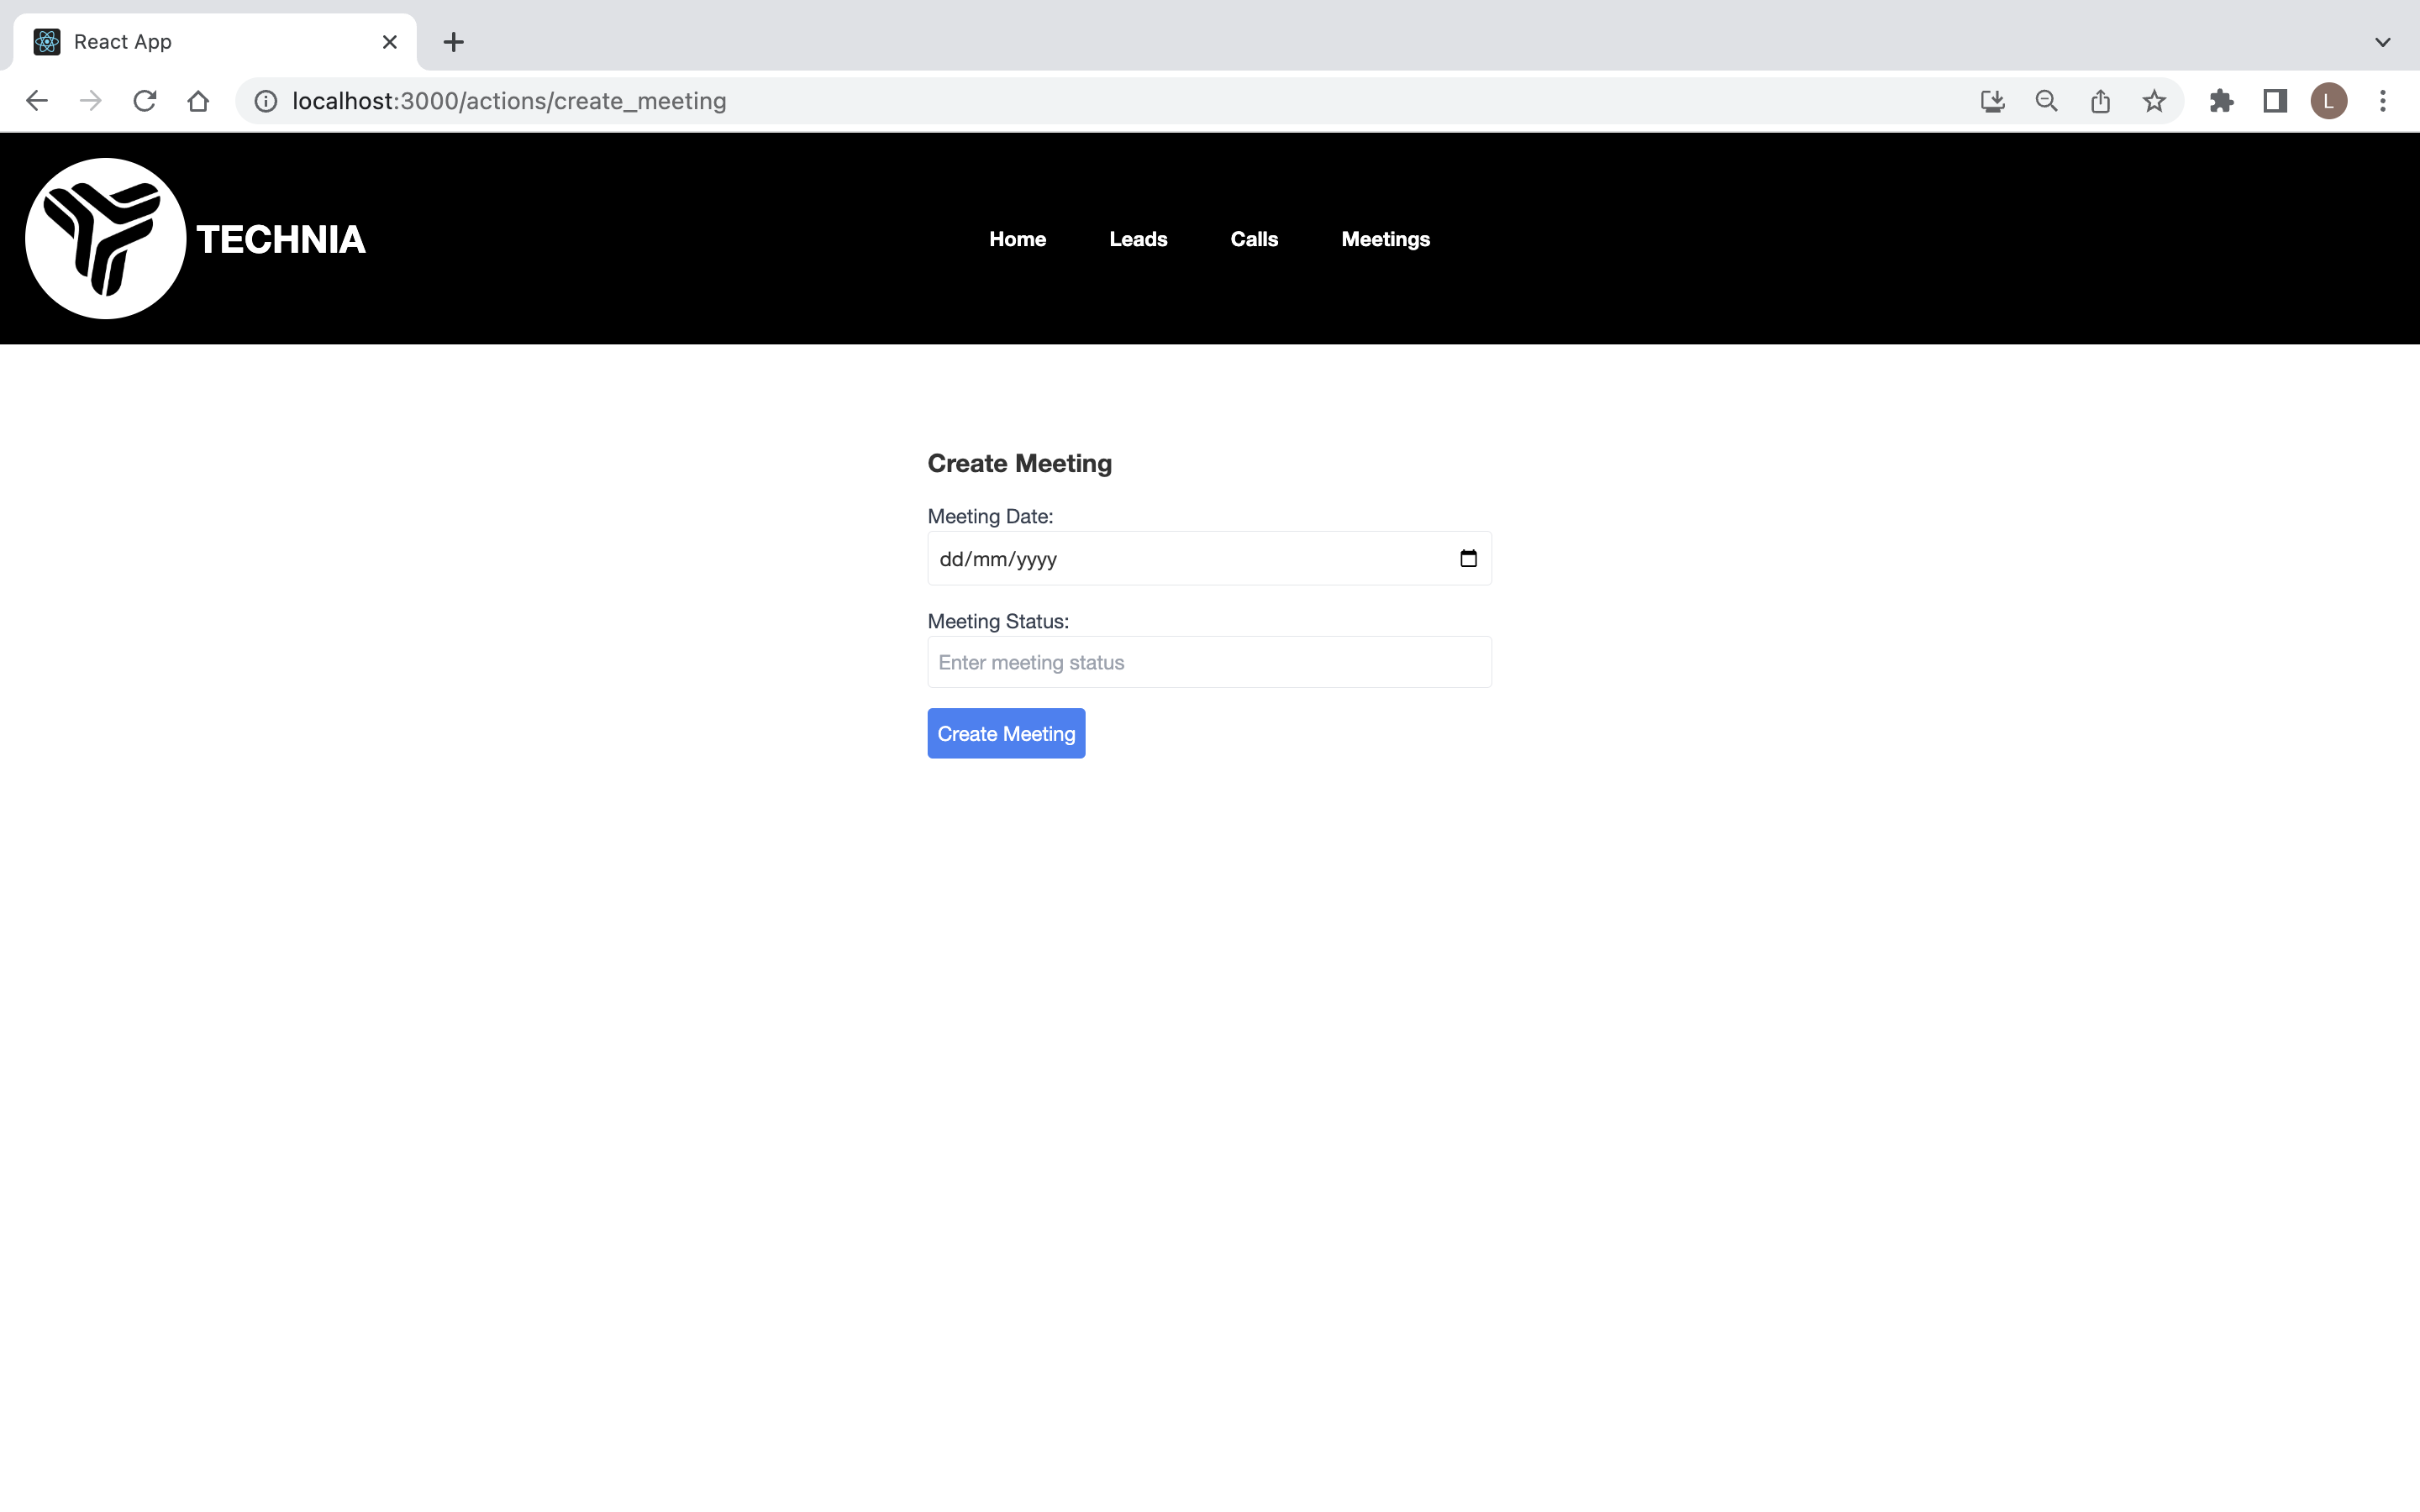 React App
localhost:3000/actions/create_meeting
L
TECHNIA
Home Leads Calls Meetings
Create Meeting
Meeting Date:
dd/mm/yyyy
Meeting Status:
Enter meeting status
Create Meeting